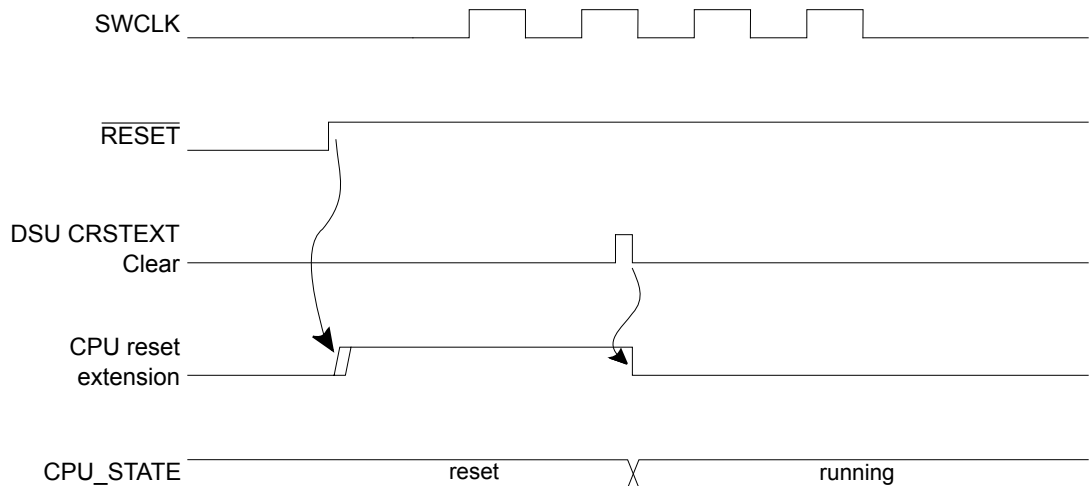 SWCLK
RESET
DSU CRSTEXT
Clear
CPU reset
extension
CPU_STATE
reset
running